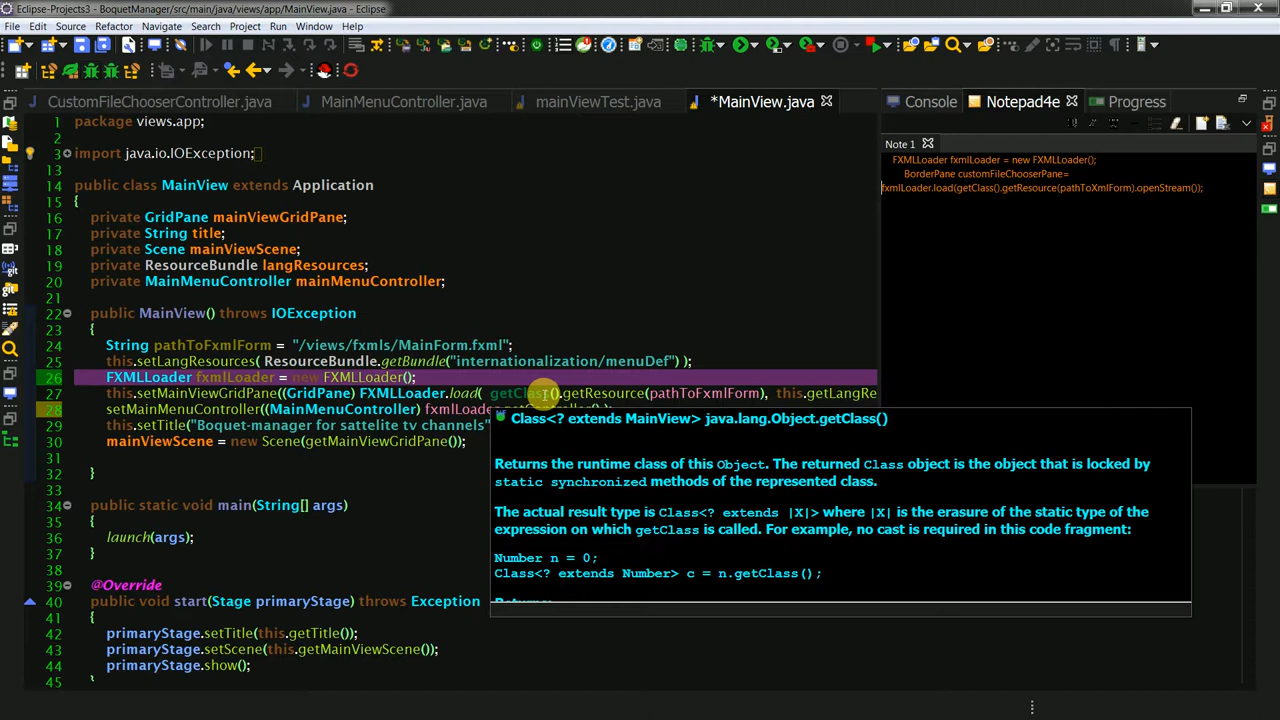 Eclipse-Projects3 - BoquetManager/src/main/java/views/app/MainView.java - Eclipse
File Edit Source Refactor Navigate Search Project Run Window Help
CustomFileChooserController.java MainMenuController.java mainViewTest.java *MainView.java Console Notepad4e Progress
1 package views.app;
2
3 import java.io.IOException;
13
14 public class MainView extends Application
15 {
16 private GridPane mainViewGridPane;
17 private String title;
18 private Scene mainViewScene;
19 private ResourceBundle langResources;
20 private MainMenuController mainMenuController;
21
22 public MainView() throws IOException
23 {
24 String pathToFxmlForm = "/views/fxmls/MainForm.fxml";
25 this.setLangResources( ResourceBundle.getBundle("internationalization/menuDef") );
26 FXMLLoader fxmlLoader = new FXMLLoader();
27 this.setMainViewGridPane((GridPane) FXMLLoader.load( getClass().getResource(pathToFxmlForm), this.getLangRe
28 setMainMenuController((MainMenuController) fxmlLoade
29 this.setTitle("Boquet-manager for sattelite tv channels"
30 mainViewScene = new Scene(getMainViewGridPane());
31
32 }
33
34 public static void main(String[] args)
35 {
36 launch(args);
37 }
38
39 @Override
40 public void start(Stage primaryStage) throws Exception
41 {
42 primaryStage.setTitle(this.getTitle());
43 primaryStage.setScene(this.getMainViewScene());
44 primaryStage.show();
45 }
Class<? extends MainView> java.lang.Object.getClass()
Returns the runtime class of this Object. The returned Class object is the object that is locked by
static synchronized methods of the represented class.
The actual result type is Class<? extends |X|> where |X| is the erasure of the static type of the
expression on which getClass is called. For example, no cast is required in this code fragment:
Number n = 0;
Class<? extends Number> c = n.getClass();
Note 1
FXMLLoader fxmlLoader = new FXMLLoader();
BorderPane customFileChooserPane=
fxmlLoader.load(getClass().getResource(pathToXmlForm).openStream());